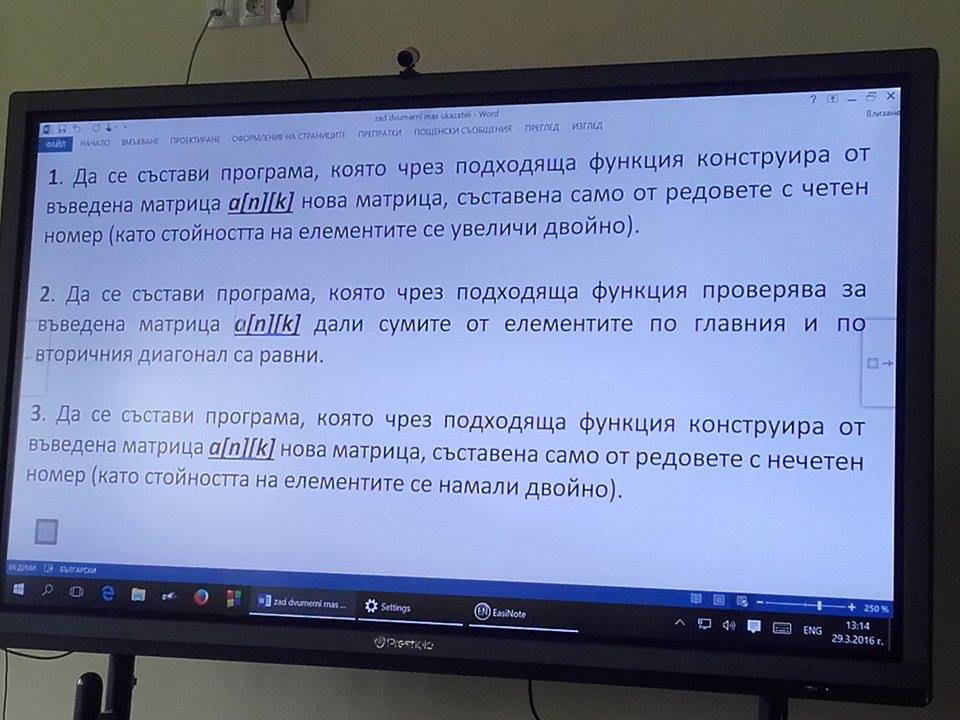 zad dvumerni mas ukazateli - Word
Влизане
ФАЙЛ НАЧАЛО ВМЪКВАНЕ ПРОЕКТИРАНЕ ОФОРМЛЕНИЕ НА СТРАНИЦИТЕ ПРЕПРАТКИ ПОЩЕНСКИ СЪОБЩЕНИЯ ПРЕГЛЕД ИЗГЛЕД
1. Да се състави програма, която чрез подходяща функция конструира от
въведена матрица a[n][k] нова матрица, съставена само от редовете с четен
номер (като стойността на елементите се увеличи двойно).
2. Да се състави програма, която чрез подходяща функция проверява за
въведена матрица a[n][k] дали сумите от елементите по главния и по
вторичния диагонал са равни.
3. Да се състави програма, която чрез подходяща функция конструира от
въведена матрица a[n][k] нова матрица, съставена само от редовете с нечетен
номер (като стойността на елементите се намали двойно).
86 ДУМИ БЪЛГАРСКИ
250 %
zad dvumerni mas ... Settings EN EasiNote
ENG 13:14
29.3.2016 г.
Prestigio